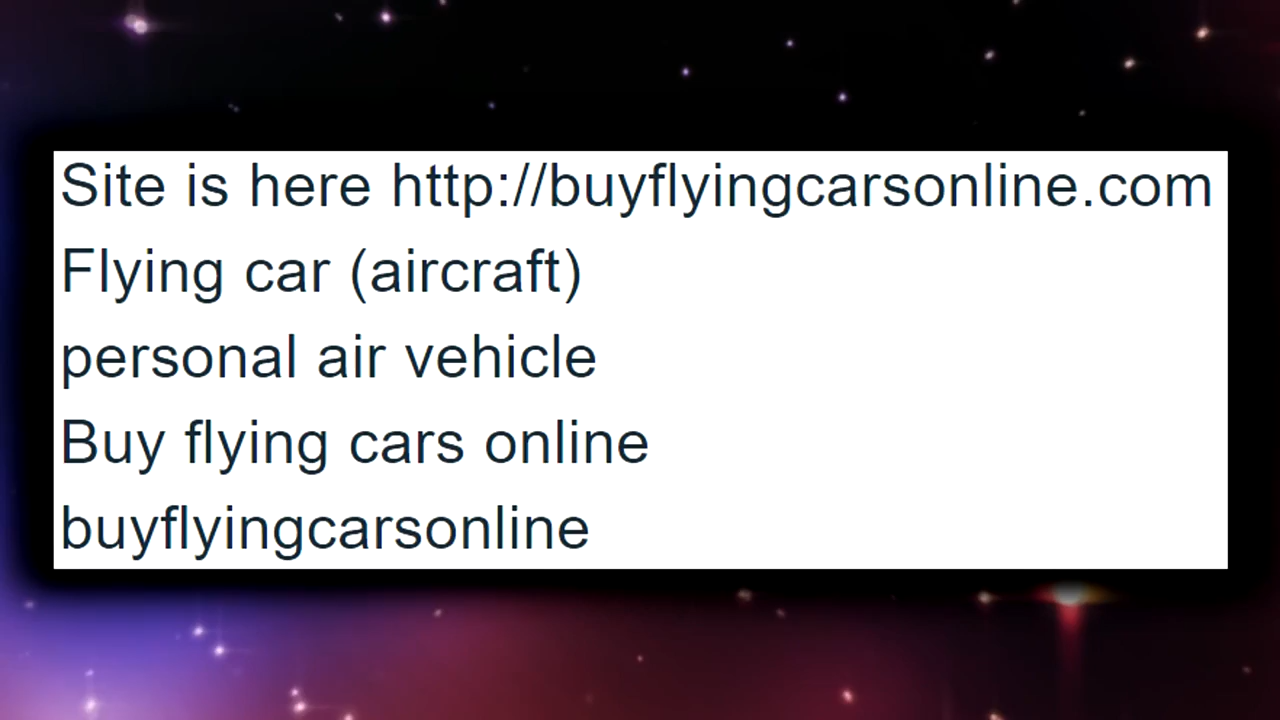 Site is here http://buyflyingcarsonline.com
Flying car (aircraft)
personal air vehicle
Buy flying cars online
buyflyingcarsonline